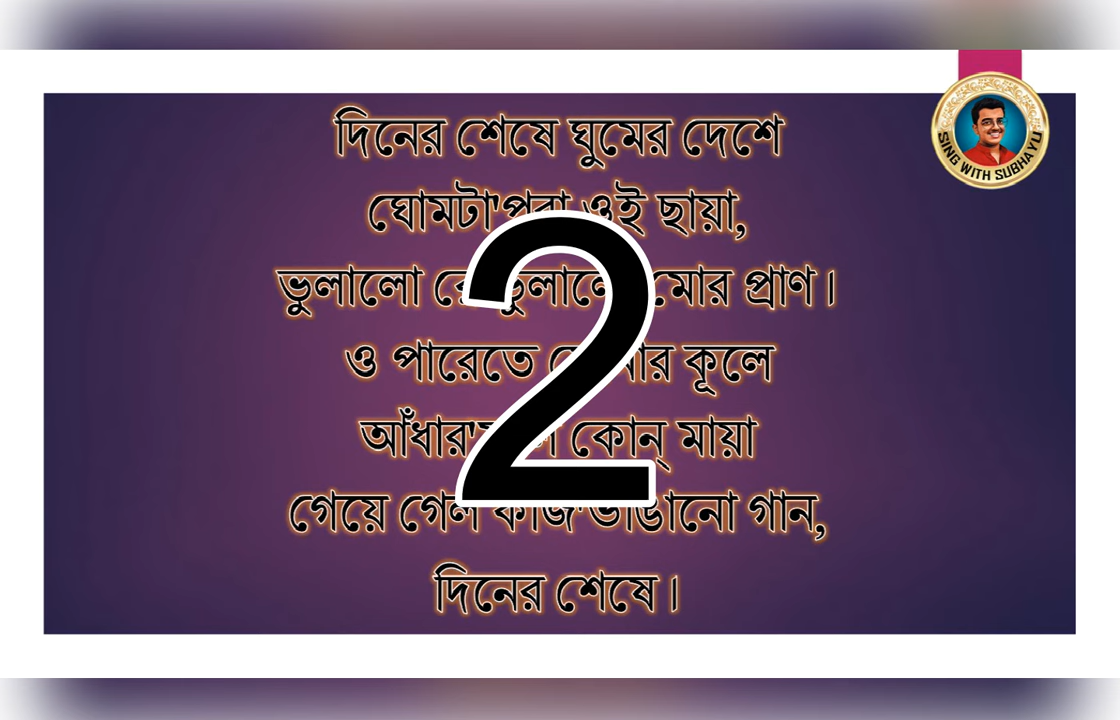 দিনের শেষে ঘুমের দেশে
ঘোমটা'পরা ওই ছায়া,
ভুলালো রে ভুলালো মোর প্রাণ।
ও পারেতে কূলে
আঁধার' কোন্ মায়া
গেয়ে গেল কাজ'ভাঙানো গান,
দিনের শেষে।
2
SING WITH SUBHAYU